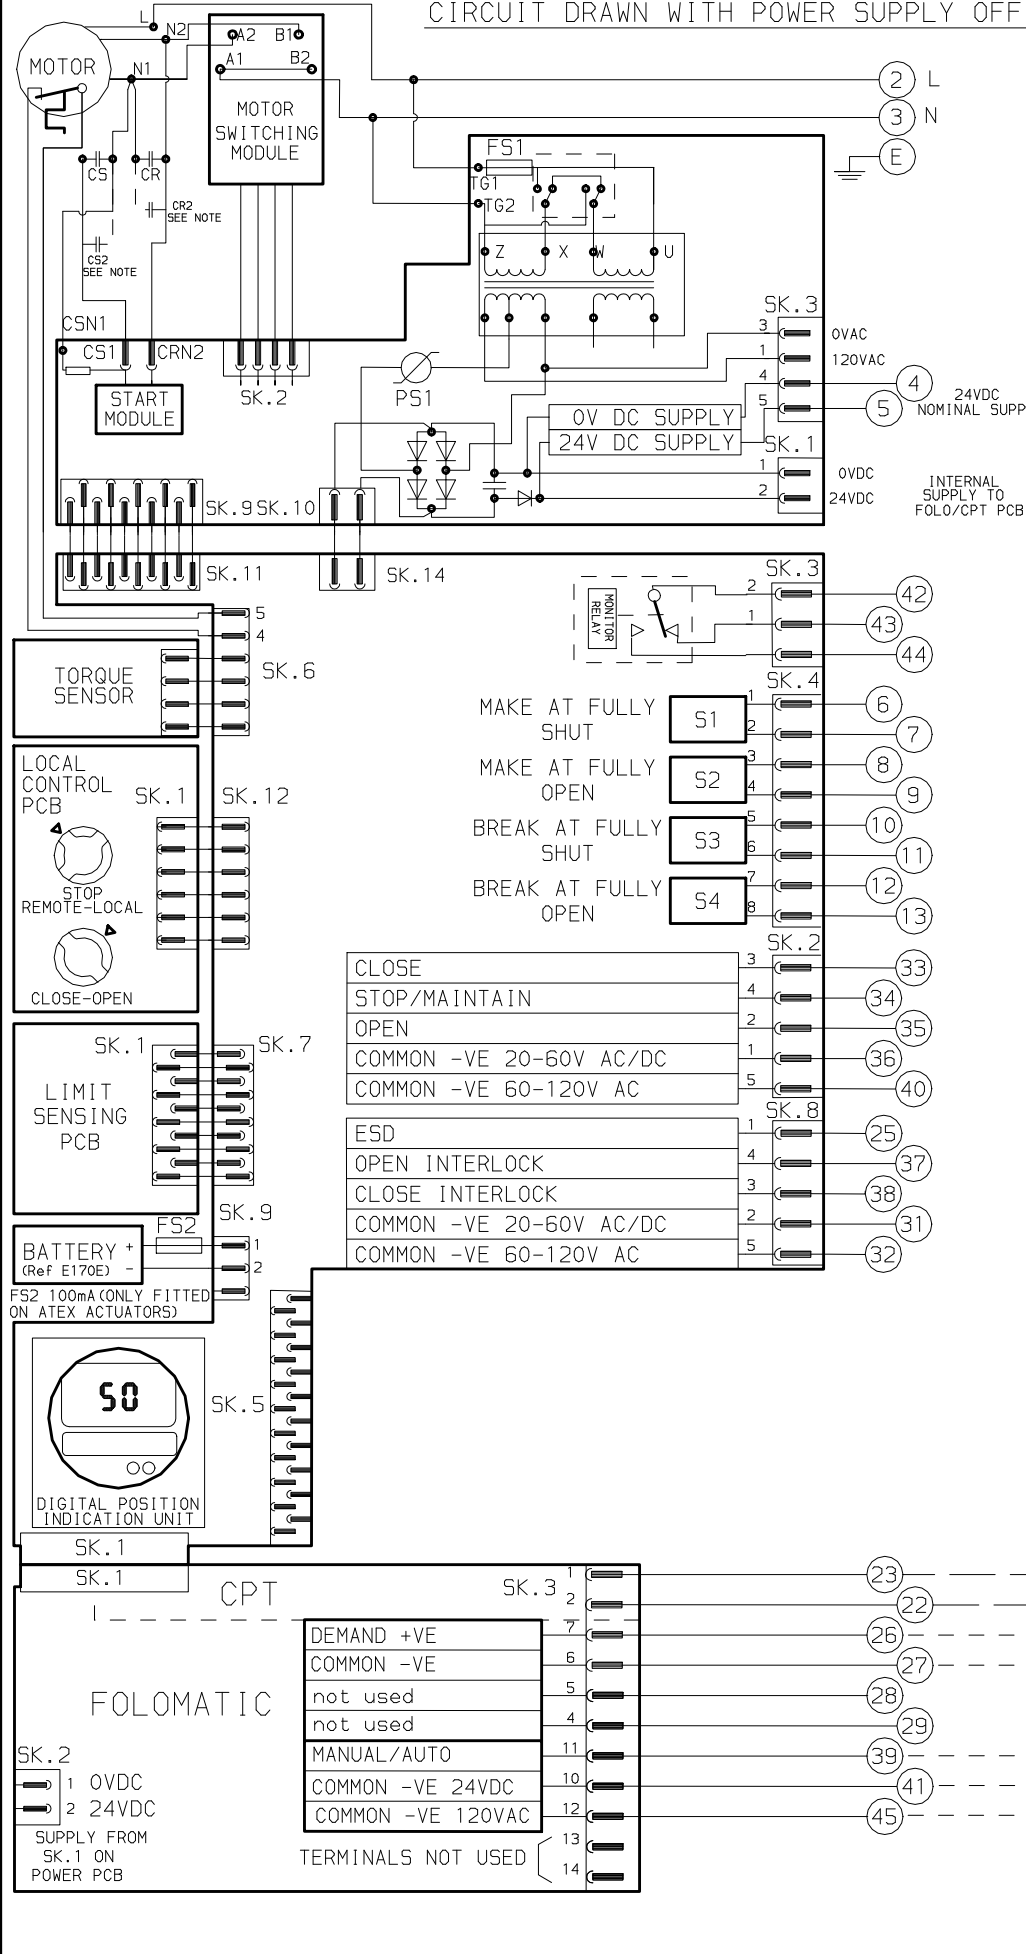 CIRCUIT DRAWN WITH POWER SUPPLY OFF
L
N2
A2 B1
MOTOR
N1
A1 B2
2 L
MOTOR
SWITCHING
MODULE
3 N
FS1
E
CS CR
TG1
CR2
SEE NOTE
TG2
CS2
SEE NOTE
Z X W U
SK.3
CSN1
3 0VAC
CS1 CRN2
1 120VAC
SK.2
PS1
4 4
24VDC
NOMINAL SUPP
START
MODULE
5 5
0V DC SUPPLY
24V DC SUPPLY
SK.1
1 0VDC
2 24VDC
INTERNAL
SUPPLY TO
FOLO/CPT PCB
SK.9 SK.10
SK.11
SK.14
SK.3
MONITOR
RELAY
2 42
1 43
44
5
4
TORQUE
SENSOR
SK.6
SK.4
MAKE AT FULLY
SHUT
S1
1 6
2 7
MAKE AT FULLY
OPEN
S2
3 8
4 9
BREAK AT FULLY
SHUT
S3
5 10
6 11
BREAK AT FULLY
OPEN
S4
7 12
8 13
LOCAL
CONTROL
PCB
SK.1 SK.12
STOP
REMOTE-LOCAL
CLOSE-OPEN
SK.2
CLOSE 3 33
STOP/MAINTAIN 4 34
OPEN 2 35
COMMON -VE 20-60V AC/DC 1 36
COMMON -VE 60-120V AC 5 40
SK.1 SK.7
LIMIT
SENSING
PCB
SK.8
ESD 1 25
OPEN INTERLOCK 4 37
CLOSE INTERLOCK 3 38
COMMON -VE 20-60V AC/DC 2 31
COMMON -VE 60-120V AC 5 32
SK.9
FS2
BATTERY + 1
(Ref E170E) - 2
FS2 100mA(ONLY FITTED
ON ATEX ACTUATORS)
50
SK.5
DIGITAL POSITION
INDICATION UNIT
SK.1
SK.1
CPT
SK.3
1 23
2 22
DEMAND +VE 7 26
COMMON -VE 6 27
FOLOMATIC
not used 5 28
not used 4 29
MANUAL/AUTO 11 39
COMMON -VE 24VDC 10 41
COMMON -VE 120VAC 12 45
SK.2
1 0VDC
2 24VDC
SUPPLY FROM
SK.1 ON
POWER PCB
TERMINALS NOT USED
13
14